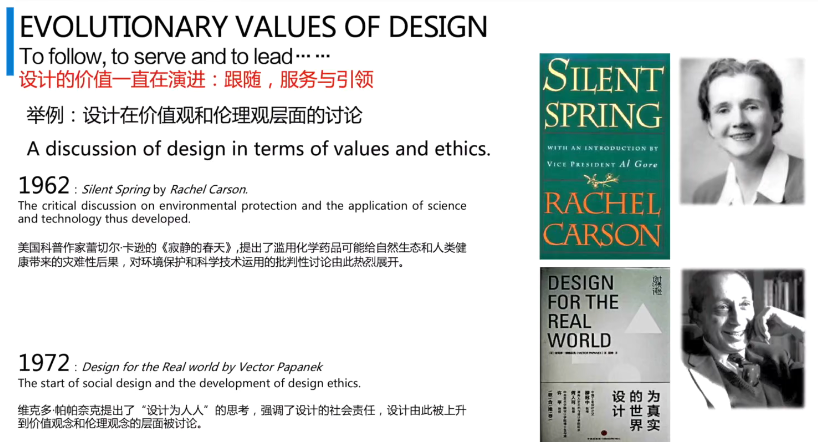 EVOLUTIONARY VALUES OF DESIGN
To follow, to serve and to lead⋯ ⋯
设计的价值一直在演进：跟随，服务与引领
举例：设计在价值观和伦理观层面的讨论
A discussion of design in terms of values and ethics.
1962：Silent Spring by Rachel Carson.
The critical discussion on environmental protection and the application of science
and technology thus developed.
美国科普作家蕾切尔·卡逊的《寂静的春天》,提出了滥用化学药品可能给自然生态和人类健
康带来的灾难性后果，对环境保护和科学技术运用的批判性讨论由此热烈展开。
1972：Design for the Real world by Vector Papanek
The start of social design and the development of design ethics.
维克多·帕帕奈克提出了“设计为人人”的思考，强调了设计的社会责任，设计由此被上升
到价值观念和伦理观念的层面被讨论。
SILENT
SPRING
WITH AN INTRODUCTION BY
VICE PRESIDENT Al Gore
RACHEL
CARSON
DESIGN
FOR THE
REAL
WORLD
为真实
的世界
设计